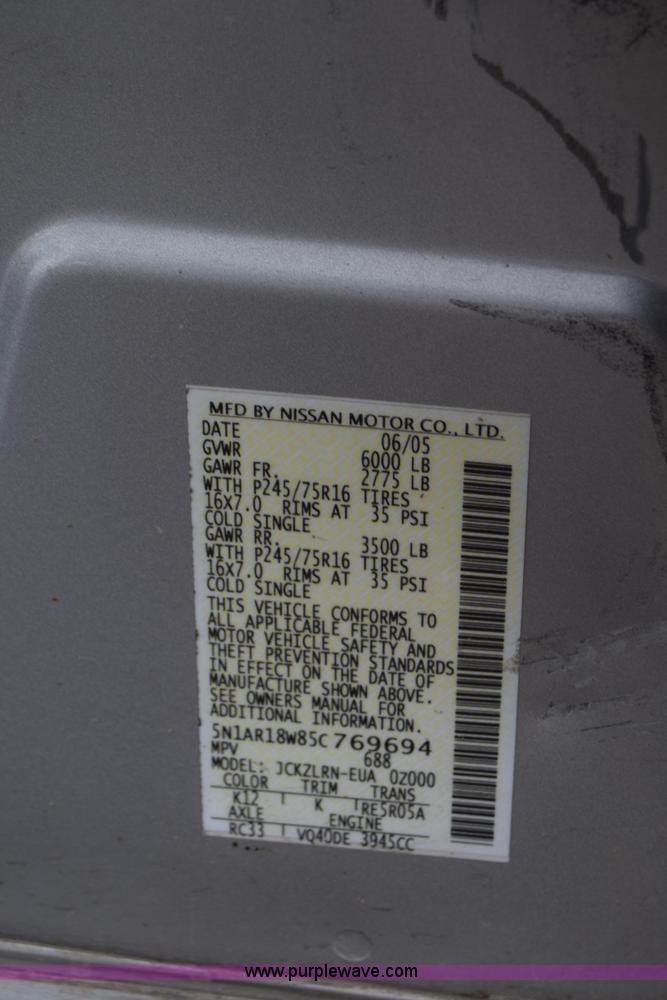 MFD BY NISSAN MOTOR CO., LTD.
DATE 06/05
GVWR 6000 LB
GAWR FR. 2775 LB
WITH P245/75R16 TIRES
16X7.0 RIMS AT 35 PSI
COLD SINGLE
GAWR RR. 3500 LB
WITH P245/75R16 TIRES
16X7.0 RIMS AT 35 PSI
COLD SINGLE
THIS VEHICLE CONFORMS TO
ALL APPLICABLE FEDERAL
MOTOR VEHICLE SAFETY AND
THEFT PREVENTION STANDARDS
IN EFFECT ON THE DATE OF
MANUFACTURE SHOWN ABOVE.
SEE OWNERS MANUAL FOR
ADDITIONAL INFORMATION.
5N1AR18W85C769694
MPV 688
MODEL: JCKZLRN-EUA 0Z000
COLOR TRIM TRANS
K12 K RE5R05A
AXLE ENGINE
RC33 VQ40DE 3945CC
www.purplewave.com